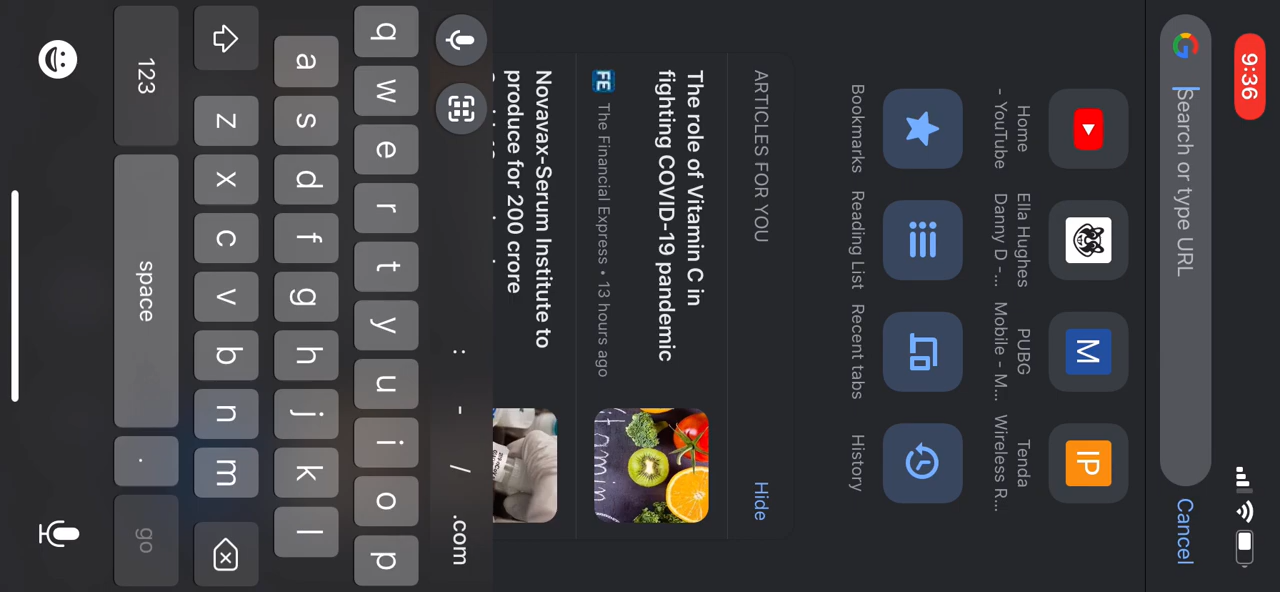 9:36
Search or type URL
Cancel
Home
- YouTube
Ella Hughes
Danny D -...
PUBG
Mobile - M...
Tenda
Wireless R...
M
IP
Bookmarks
Reading List
Recent tabs
History
ARTICLES FOR YOU
Hide
The role of Vitamin C in
fighting COVID-19 pandemic
FE The Financial Express • 13 hours ago
Novavax-Serum Institute to
produce for 200 crore
: - / .com
q w e r t y u i o p
a s d f g h j k l
z x c v b n m
123 space . go